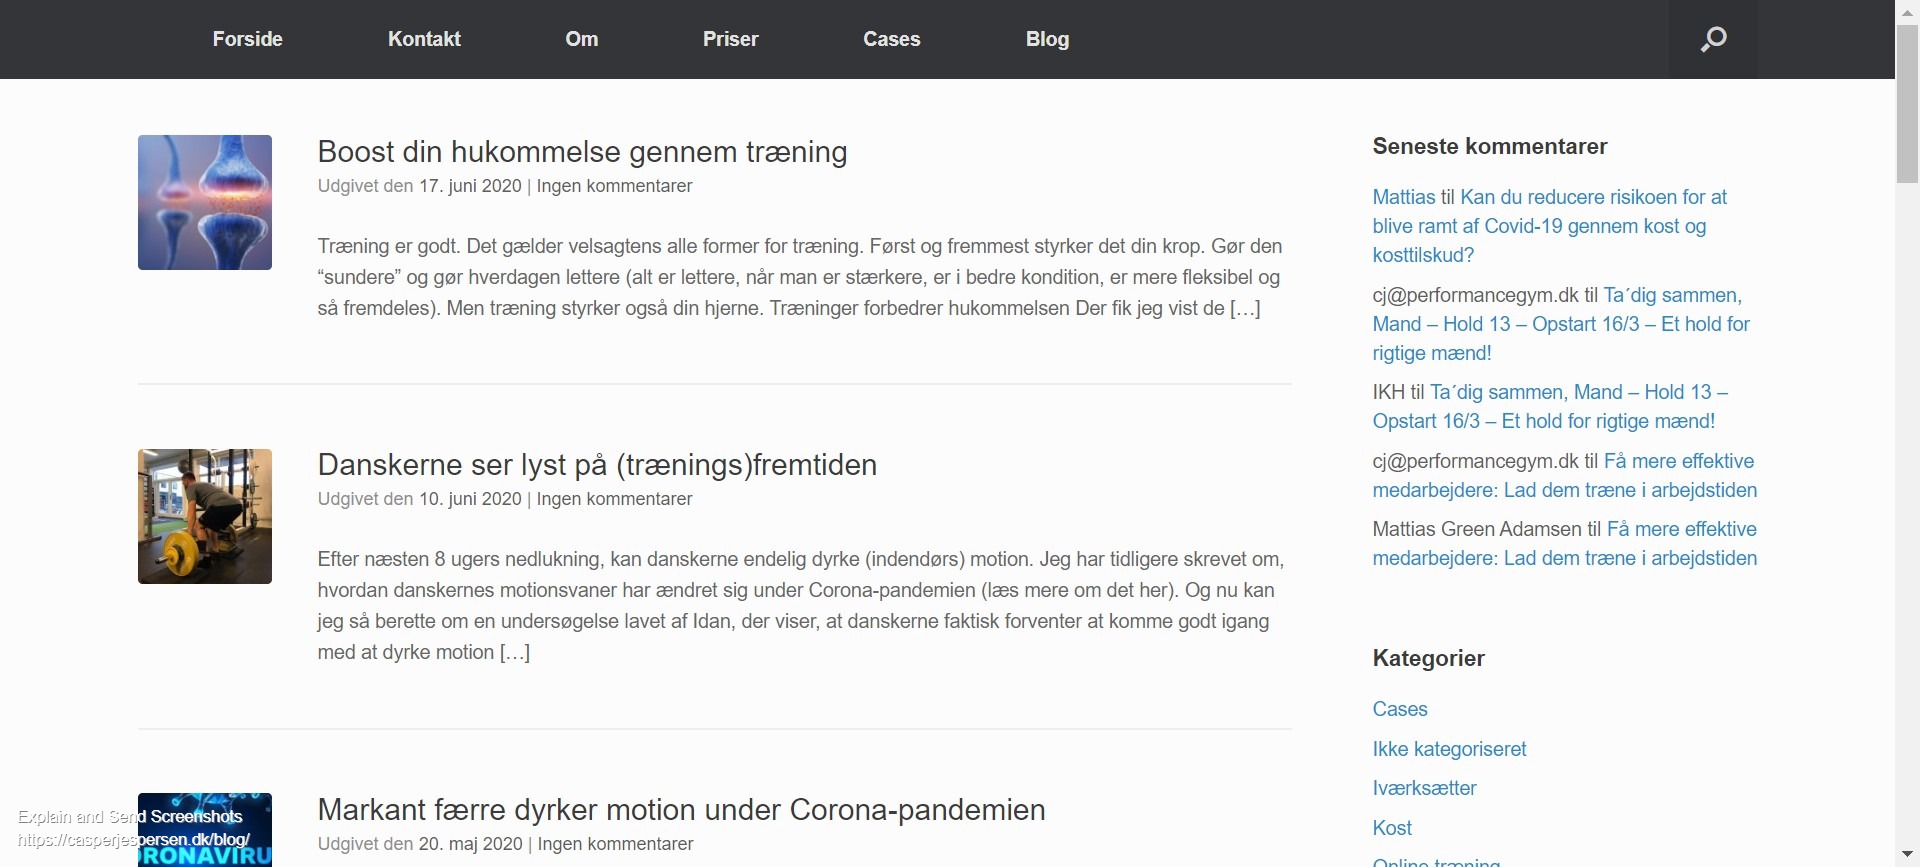 Forside Kontakt Om Priser Cases Blog
Boost din hukommelse gennem træning
Udgivet den 17. juni 2020 | Ingen kommentarer
Træning er godt. Det gælder velsagtens alle former for træning. Først og fremmest styrker det din krop. Gør den
“sundere” og gør hverdagen lettere (alt er lettere, når man er stærkere, er i bedre kondition, er mere fleksibel og
så fremdeles). Men træning styrker også din hjerne. Træninger forbedrer hukommelsen Der fik jeg vist de […]
Danskerne ser lyst på (trænings)fremtiden
Udgivet den 10. juni 2020 | Ingen kommentarer
Efter næsten 8 ugers nedlukning, kan danskerne endelig dyrke (indendørs) motion. Jeg har tidligere skrevet om,
hvordan danskernes motionsvaner har ændret sig under Corona-pandemien (læs mere om det her). Og nu kan
jeg så berette om en undersøgelse lavet af Idan, der viser, at danskerne faktisk forventer at komme godt igang
med at dyrke motion […]
Markant færre dyrker motion under Corona-pandemien
Udgivet den 20. maj 2020 | Ingen kommentarer
Seneste kommentarer
Mattias til Kan du reducere risikoen for at
blive ramt af Covid-19 gennem kost og
kosttilskud?
cj@performancegym.dk til Ta´dig sammen,
Mand – Hold 13 – Opstart 16/3 – Et hold for
rigtige mænd!
IKH til Ta´dig sammen, Mand – Hold 13 –
Opstart 16/3 – Et hold for rigtige mænd!
cj@performancegym.dk til Få mere effektive
medarbejdere: Lad dem træne i arbejdstiden
Mattias Green Adamsen til Få mere effektive
medarbejdere: Lad dem træne i arbejdstiden
Kategorier
Cases
Ikke kategoriseret
Iværksætter
Kost
Online træning
Explain and Send Screenshots
https://casperjespersen.dk/blog/